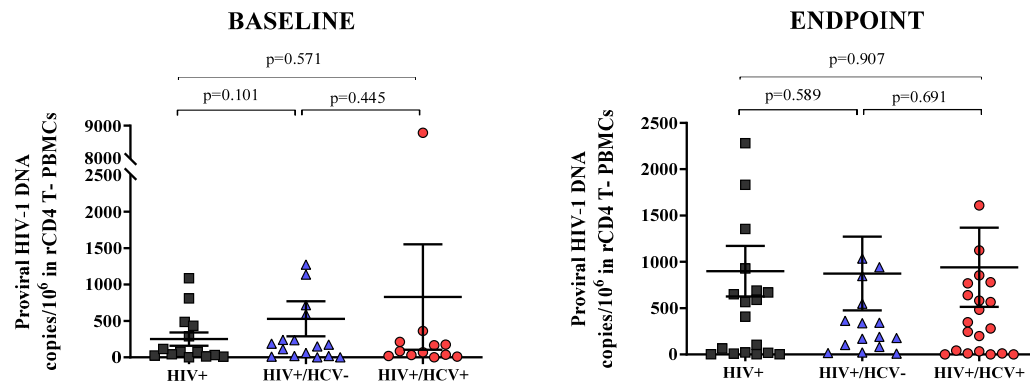 BASELINE
p=0.571
p=0.101
p=0.445
Proviral HIV-1 DNA
copies/10⁶ in rCD4 T- PBMCs
9000
8000
2500
2000
1500
1000
500
0
HIV+
HIV+/HCV-
HIV+/HCV+
ENDPOINT
p=0.907
p=0.589
p=0.691
Proviral HIV-1 DNA
copies/10⁶ in rCD4 T- PBMCs
2500
2000
1500
1000
500
0
HIV+
HIV+/HCV-
HIV+/HCV+